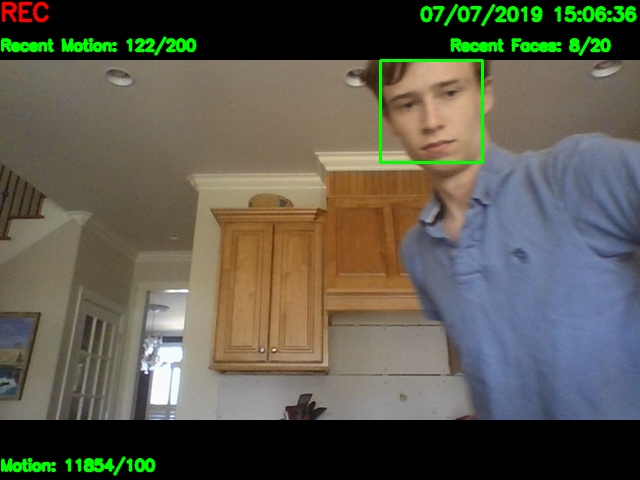 REC
07/07/2019 15:06:36
Recent Motion: 122/200
Recent Faces: 8/20
Motion: 11854/100